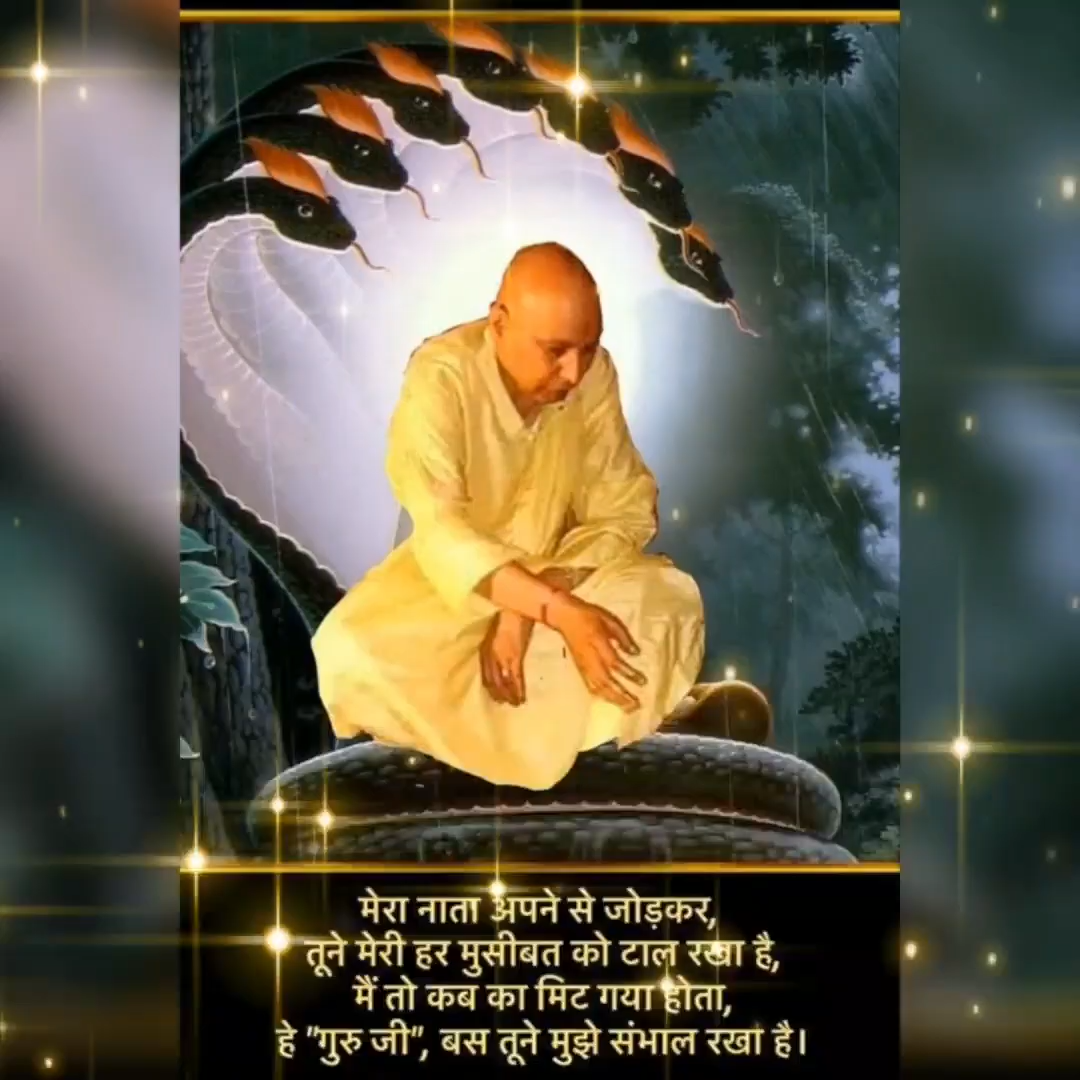 मेरा नाता अपने से जोड़कर,
तूने मेरी हर मुसीबत को टाल रखा है,
मैं तो कब का मिट गया होता,
हे "गुरु जी", बस तूने मुझे संभाल रखा है।